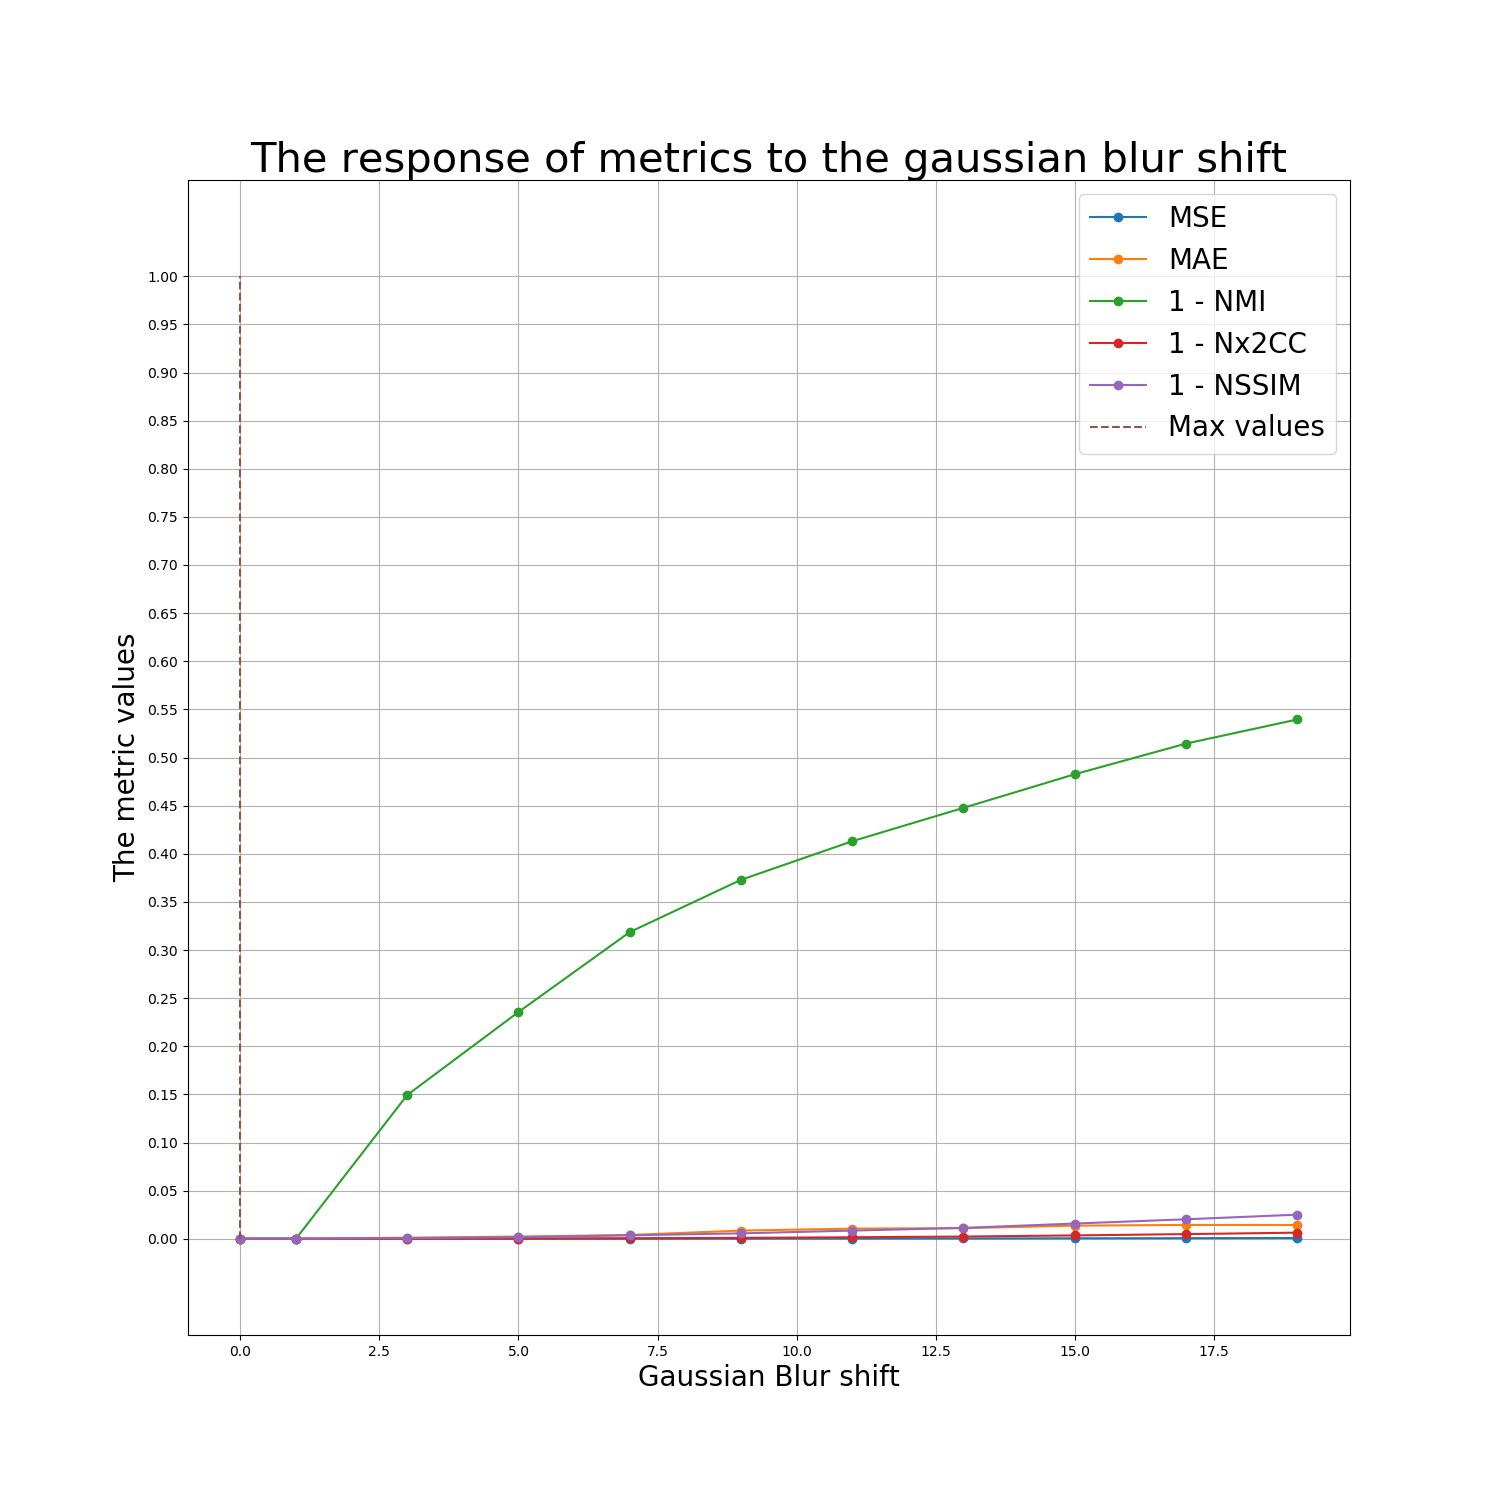 The response of metrics to the gaussian blur shift
MSE
MAE
1 - NMI
1 - Nx2CC
1 - NSSIM
Max values
The metric values
1.00
0.95
0.90
0.85
0.80
0.75
0.70
0.65
0.60
0.55
0.50
0.45
0.40
0.35
0.30
0.25
0.20
0.15
0.10
0.05
0.00
0.0 2.5 5.0 7.5 10.0 12.5 15.0 17.5
Gaussian Blur shift